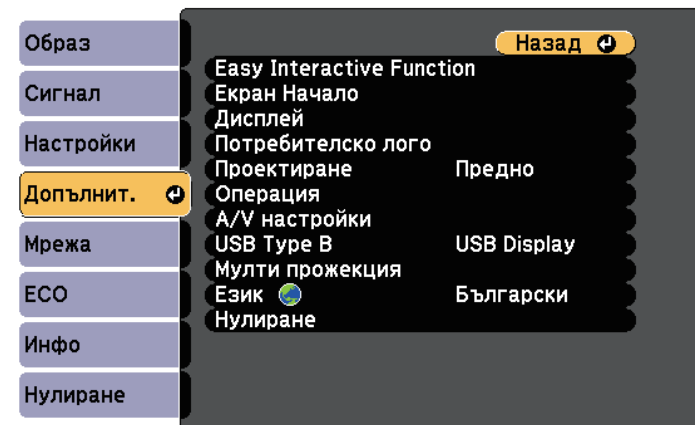 Образ
Сигнал
Настройки
Допълнит.
Мрежа
ECO
Инфо
Нулиране
Назад
Easy Interactive Function
Екран Начало
Дисплей
Потребителско лого
Проектиране Предно
Операция
A/V настройки
USB Type B USB Display
Мулти прожекция
Език Български
Нулиране